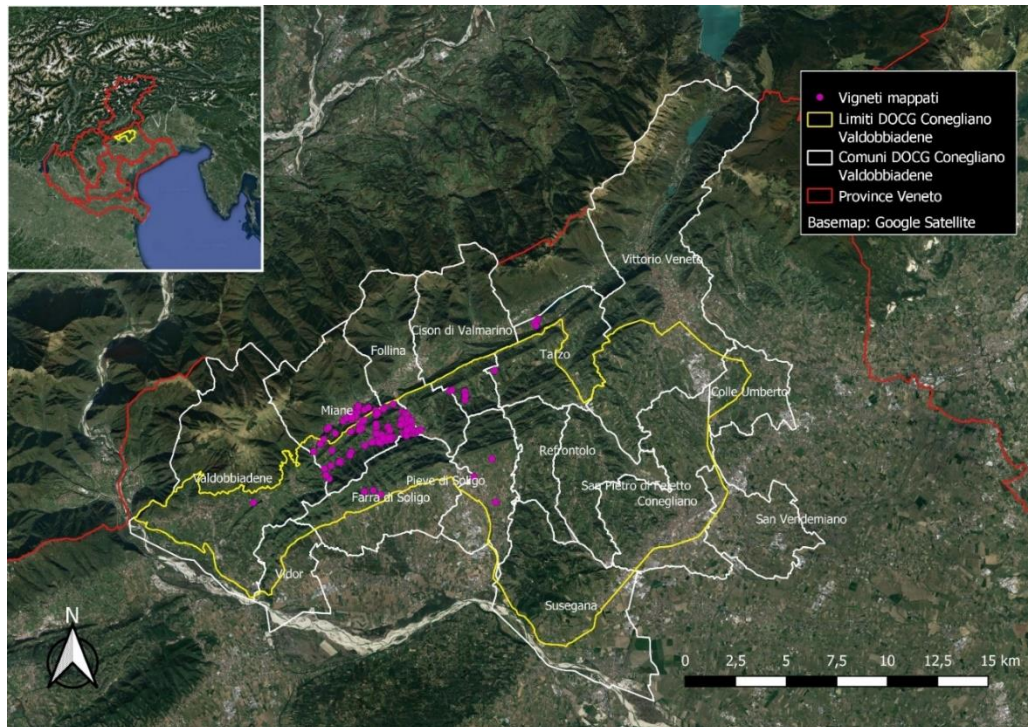 Vigneti mappati
Limiti DOCG Conegliano
Valdobbiadene
Comuni DOCG Conegliano
Valdobbiadene
Province Veneto
Basemap: Google Satellite
Vittorio Veneto
Cison di Valmarino
Follina
Tarzo
Miane
Colle Umberto
Valdobbiadene
Refrontolo
Pieve di Soligo
San Pietro di Feletto
Farra di Soligo
Conegliano
San Vendemiano
Vidor
Susegana
N
0 2,5 5 7,5 10 12,5 15 km